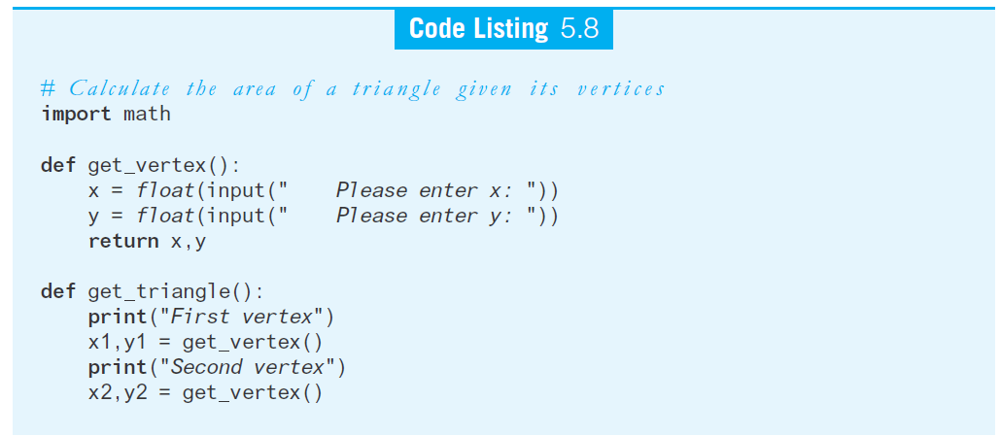 Code Listing 5.8
# Calculate the area of a triangle given its vertices
import math
def get_vertex():
    x = float(input("    Please enter x: "))
    y = float(input("    Please enter y: "))
    return x,y
def get_triangle():
    print("First vertex")
    x1,y1 = get_vertex()
    print("Second vertex")
    x2,y2 = get_vertex()